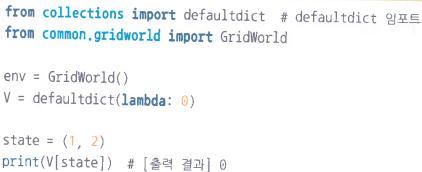 from collections import defaultdict  # defaultdict 임포트
from common.gridworld import GridWorld
env = GridWorld()
V = defaultdict(lambda: 0)
state = (1, 2)
print(V[state])  # [출력 결과] 0